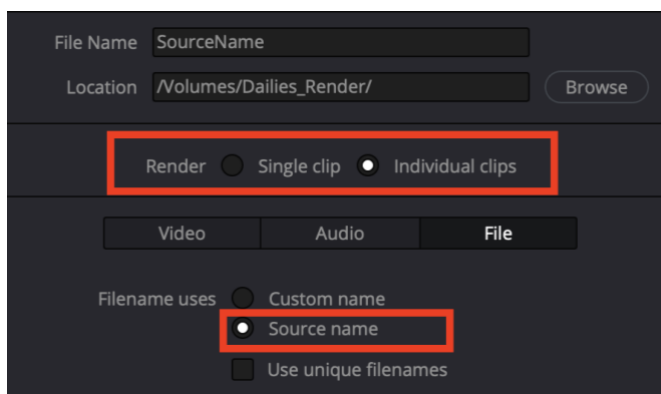 File Name SourceName
Location /Volumes/Dailies_Render/ Browse
Render Single clip Individual clips
Video Audio File
Filename uses Custom name
Source name
Use unique filenames